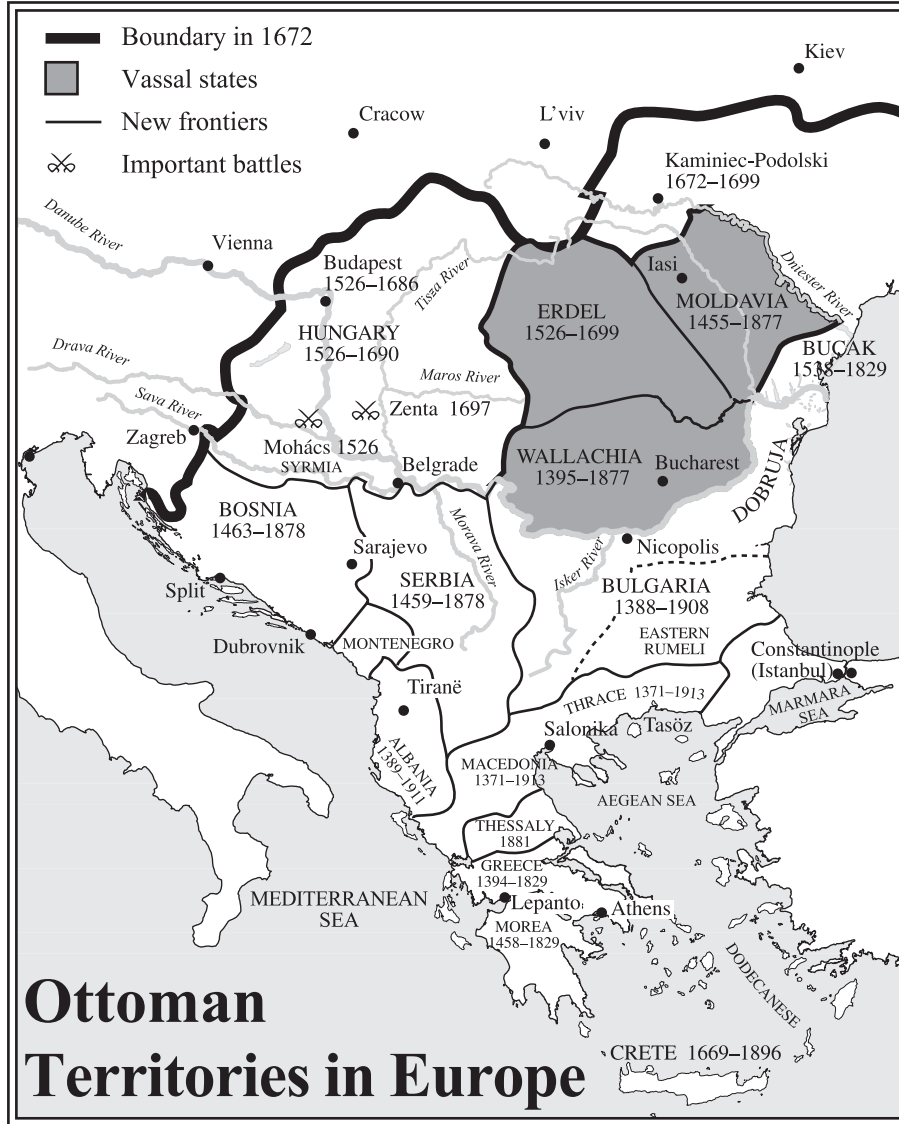 Boundary in 1672
Vassal states
New frontiers
Important battles
Kiev
Cracow
L'viv
Kaminiec-Podolski
1672–1699
Danube River
Vienna
Budapest
1526–1686
Tisza River
Iasi
Dniester River
HUNGARY
1526–1690
ERDEL
1526–1699
MOLDAVIA
1455–1877
BUÇAK
1538–1829
Drava River
Maros River
Sava River
Zenta 1697
Zagreb
Mohács 1526
SYRMIA
Belgrade
WALLACHIA
1395–1877
Bucharest
DOBRUJA
BOSNIA
1463–1878
Morava River
Nicopolis
Sarajevo
Isker River
SERBIA
1459–1878
BULGARIA
1388–1908
Split
Dubrovnik
MONTENEGRO
EASTERN
RUMELI
Constantinople
(Istanbul)
Tiranë
THRACE 1371–1913
MARMARA
SEA
Salonika
Tasöz
ALBANIA
1389–1911
MACEDONIA
1371–1913
AEGEAN SEA
THESSALY
1881
GREECE
1394–1829
MEDITERRANEAN
SEA
Lepanto
Athens
MOREA
1458–1829
DODECANESE
Ottoman
Territories in Europe
CRETE 1669–1896